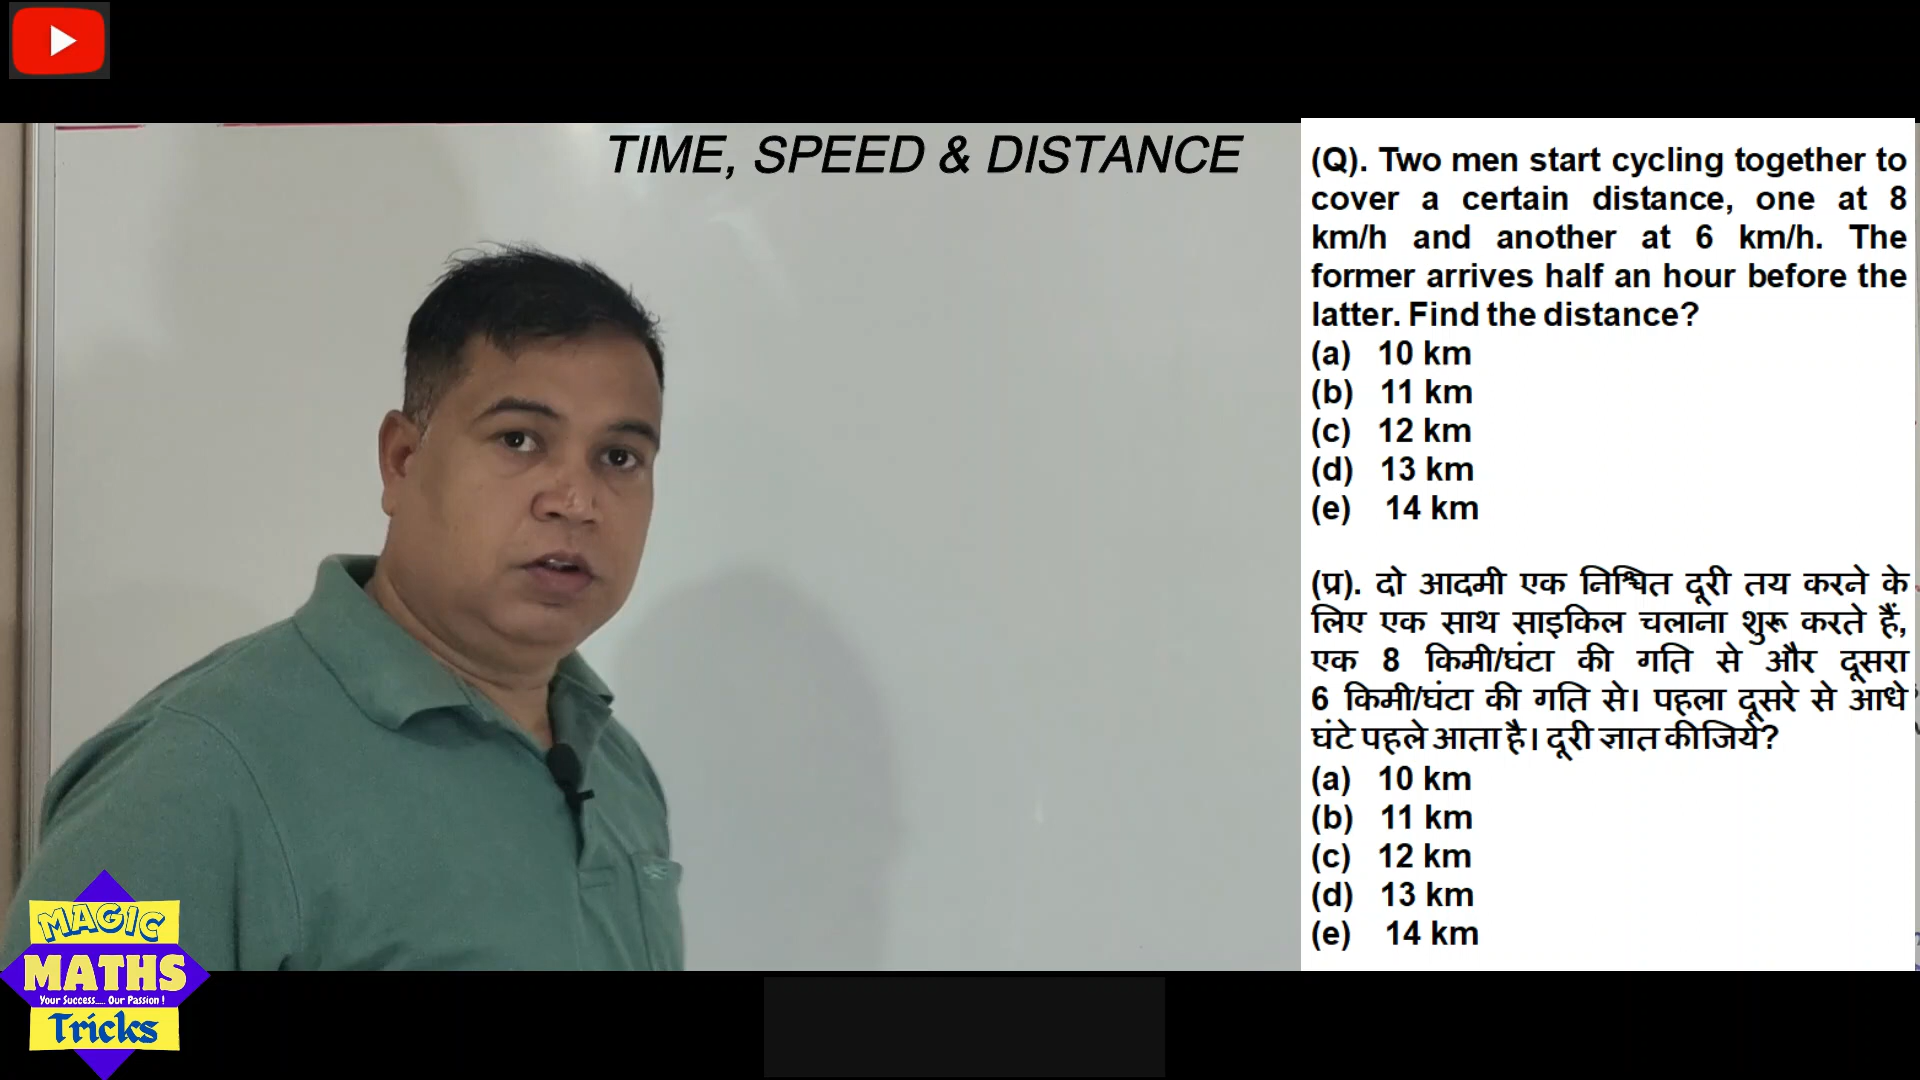 TIME, SPEED & DISTANCE
(Q). Two men start cycling together to
cover a certain distance, one at 8
km/h and another at 6 km/h. The
former arrives half an hour before the
latter. Find the distance?
(a) 10 km
(b) 11 km
(c) 12 km
(d) 13 km
(e) 14 km
(प्र). दो आदमी एक निश्चित दूरी तय करने के
लिए एक साथ साइकिल चलाना शुरू करते हैं,
एक 8 किमी/घंटा की गति से और दूसरा
6 किमी/घंटा की गति से। पहला दूसरे से आधे
घंटे पहले आता है। दूरी ज्ञात कीजिये?
(a) 10 km
(b) 11 km
(c) 12 km
(d) 13 km
(e) 14 km
MAGIC
MATHS
Your Success.... Our Passion !
Tricks